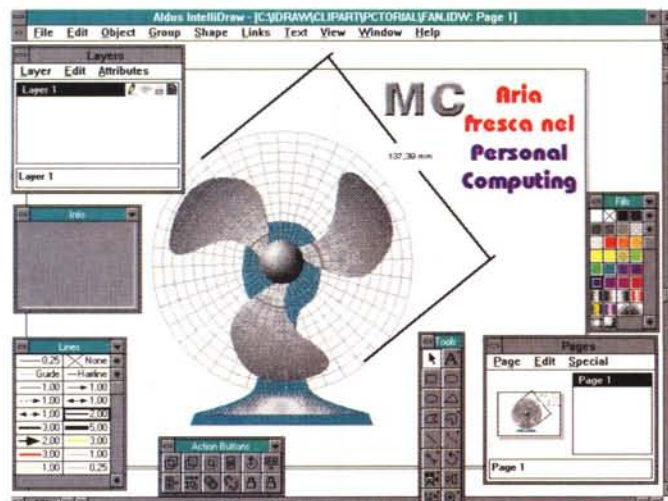 Aldus IntelliDraw - [C:\IDRAW\CLIPART\PCTORIAL\FAN.IDW: Page 1]
File Edit Object Group Shape Links Text View Window Help
Layers
Layer Edit Attributes
Layer 1
Layer 1
MC
Aria
fresca nel
Personal
Computing
137,39 mm
Info
Fills
Lines
0.25 None
Guide Hairline
1.00 1.00
1.00 1.00
1.00 2.00
3.00 5.00
2.00 3.00
3.00 1.00
1.00 0.25
Action Buttons
Tools
A
Pages
Page Edit Special
Page 1
Page 1